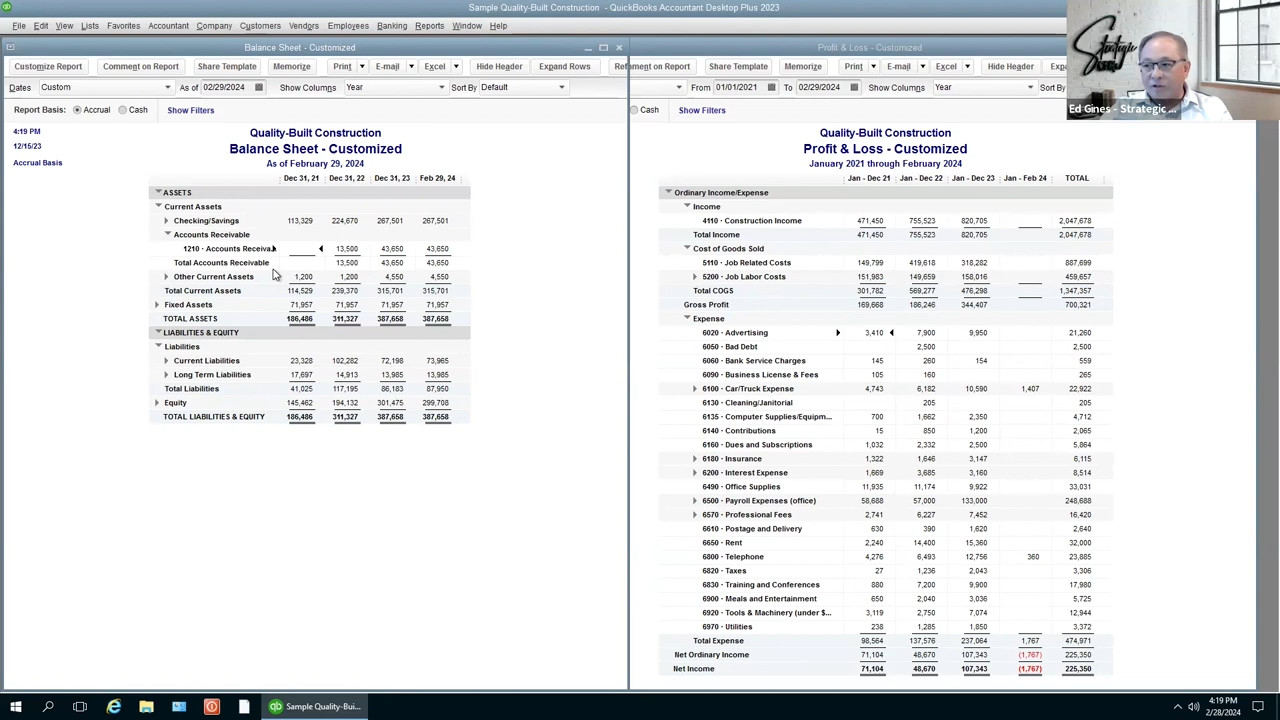 Sample Quality-Built Construction - QuickBooks Accountant Desktop Plus 2023
File Edit View Lists Favorites Accountant Company Customers Vendors Employees Banking Reports Window Help
Balance Sheet - Customized
Customize Report Comment on Report Share Template Memorize Print E-mail Excel Hide Header Expand Rows
Dates Custom As of 02/29/2024 Show Columns Year Sort By Default
Report Basis: Accrual Cash Show Filters
4:19 PM
12/15/23
Accrual Basis
Quality-Built Construction
Balance Sheet - Customized
As of February 29, 2024
Dec 31, 21 Dec 31, 22 Dec 31, 23 Feb 29, 24
ASSETS
Current Assets
Checking/Savings 113,329 224,670 267,501 267,501
Accounts Receivable
1210 · Accounts Receiva.. 13,500 43,650 43,650
Total Accounts Receivable 13,500 43,650 43,650
Other Current Assets 1,200 1,200 4,550 4,550
Total Current Assets 114,529 239,370 315,701 315,701
Fixed Assets 71,957 71,957 71,957 71,957
TOTAL ASSETS 186,486 311,327 387,658 387,658
LIABILITIES & EQUITY
Liabilities
Current Liabilities 23,328 102,282 72,198 73,965
Long Term Liabilities 17,697 14,913 13,985 13,985
Total Liabilities 41,025 117,195 86,183 87,950
Equity 145,462 194,132 301,475 299,708
TOTAL LIABILITIES & EQUITY 186,486 311,327 387,658 387,658
Profit & Loss - Customized
Comment on Report Share Template Memorize Print E-mail Excel Hide Header
From 01/01/2021 To 02/29/2024 Show Columns Year Sort By
Cash Show Filters
Quality-Built Construction
Profit & Loss - Customized
January 2021 through February 2024
Jan - Dec 21 Jan - Dec 22 Jan - Dec 23 Jan - Feb 24 TOTAL
Ordinary Income/Expense
Income
4110 · Construction Income 471,450 755,523 820,705 2,047,678
Total Income 471,450 755,523 820,705 2,047,678
Cost of Goods Sold
5110 · Job Related Costs 149,799 419,618 318,282 887,699
5200 · Job Labor Costs 151,983 149,659 158,016 459,657
Total COGS 301,782 569,277 476,298 1,347,357
Gross Profit 169,668 186,246 344,407 700,321
Expense
6020 · Advertising 3,410 7,900 9,950 21,260
6050 · Bad Debt 2,500 2,500
6060 · Bank Service Charges 145 260 154 559
6090 · Business License & Fees 105 160 265
6100 · Car/Truck Expense 4,743 6,182 10,590 1,407 22,922
6130 · Cleaning/Janitorial 205 205
6135 · Computer Supplies/Equipm... 700 1,662 2,350 4,712
6140 · Contributions 15 850 1,200 2,065
6160 · Dues and Subscriptions 1,032 2,332 2,500 5,864
6180 · Insurance 1,322 1,646 3,147 6,115
6200 · Interest Expense 1,669 3,685 3,160 8,514
6490 · Office Supplies 11,935 11,174 9,922 33,031
6500 · Payroll Expenses (office) 58,688 57,000 133,000 248,688
6570 · Professional Fees 2,741 6,227 7,452 16,420
6610 · Postage and Delivery 630 390 1,620 2,640
6650 · Rent 2,240 14,400 15,360 32,000
6800 · Telephone 4,276 6,493 12,756 360 23,885
6820 · Taxes 27 1,236 2,043 3,306
6830 · Training and Conferences 880 7,200 9,900 17,980
6900 · Meals and Entertainment 650 2,040 3,036 5,725
6920 · Tools & Machinery (under $... 3,119 2,750 7,074 12,944
6970 · Utilities 238 1,285 1,850 3,372
Total Expense 98,564 137,576 237,064 1,767 474,971
Net Ordinary Income 71,104 48,670 107,343 (1,767) 225,350
Net Income 71,104 48,670 107,343 (1,767) 225,350
Strategic
Ed Gines - Strategic ...
Sample Quality-Bui...
4:19 PM
2/28/2024